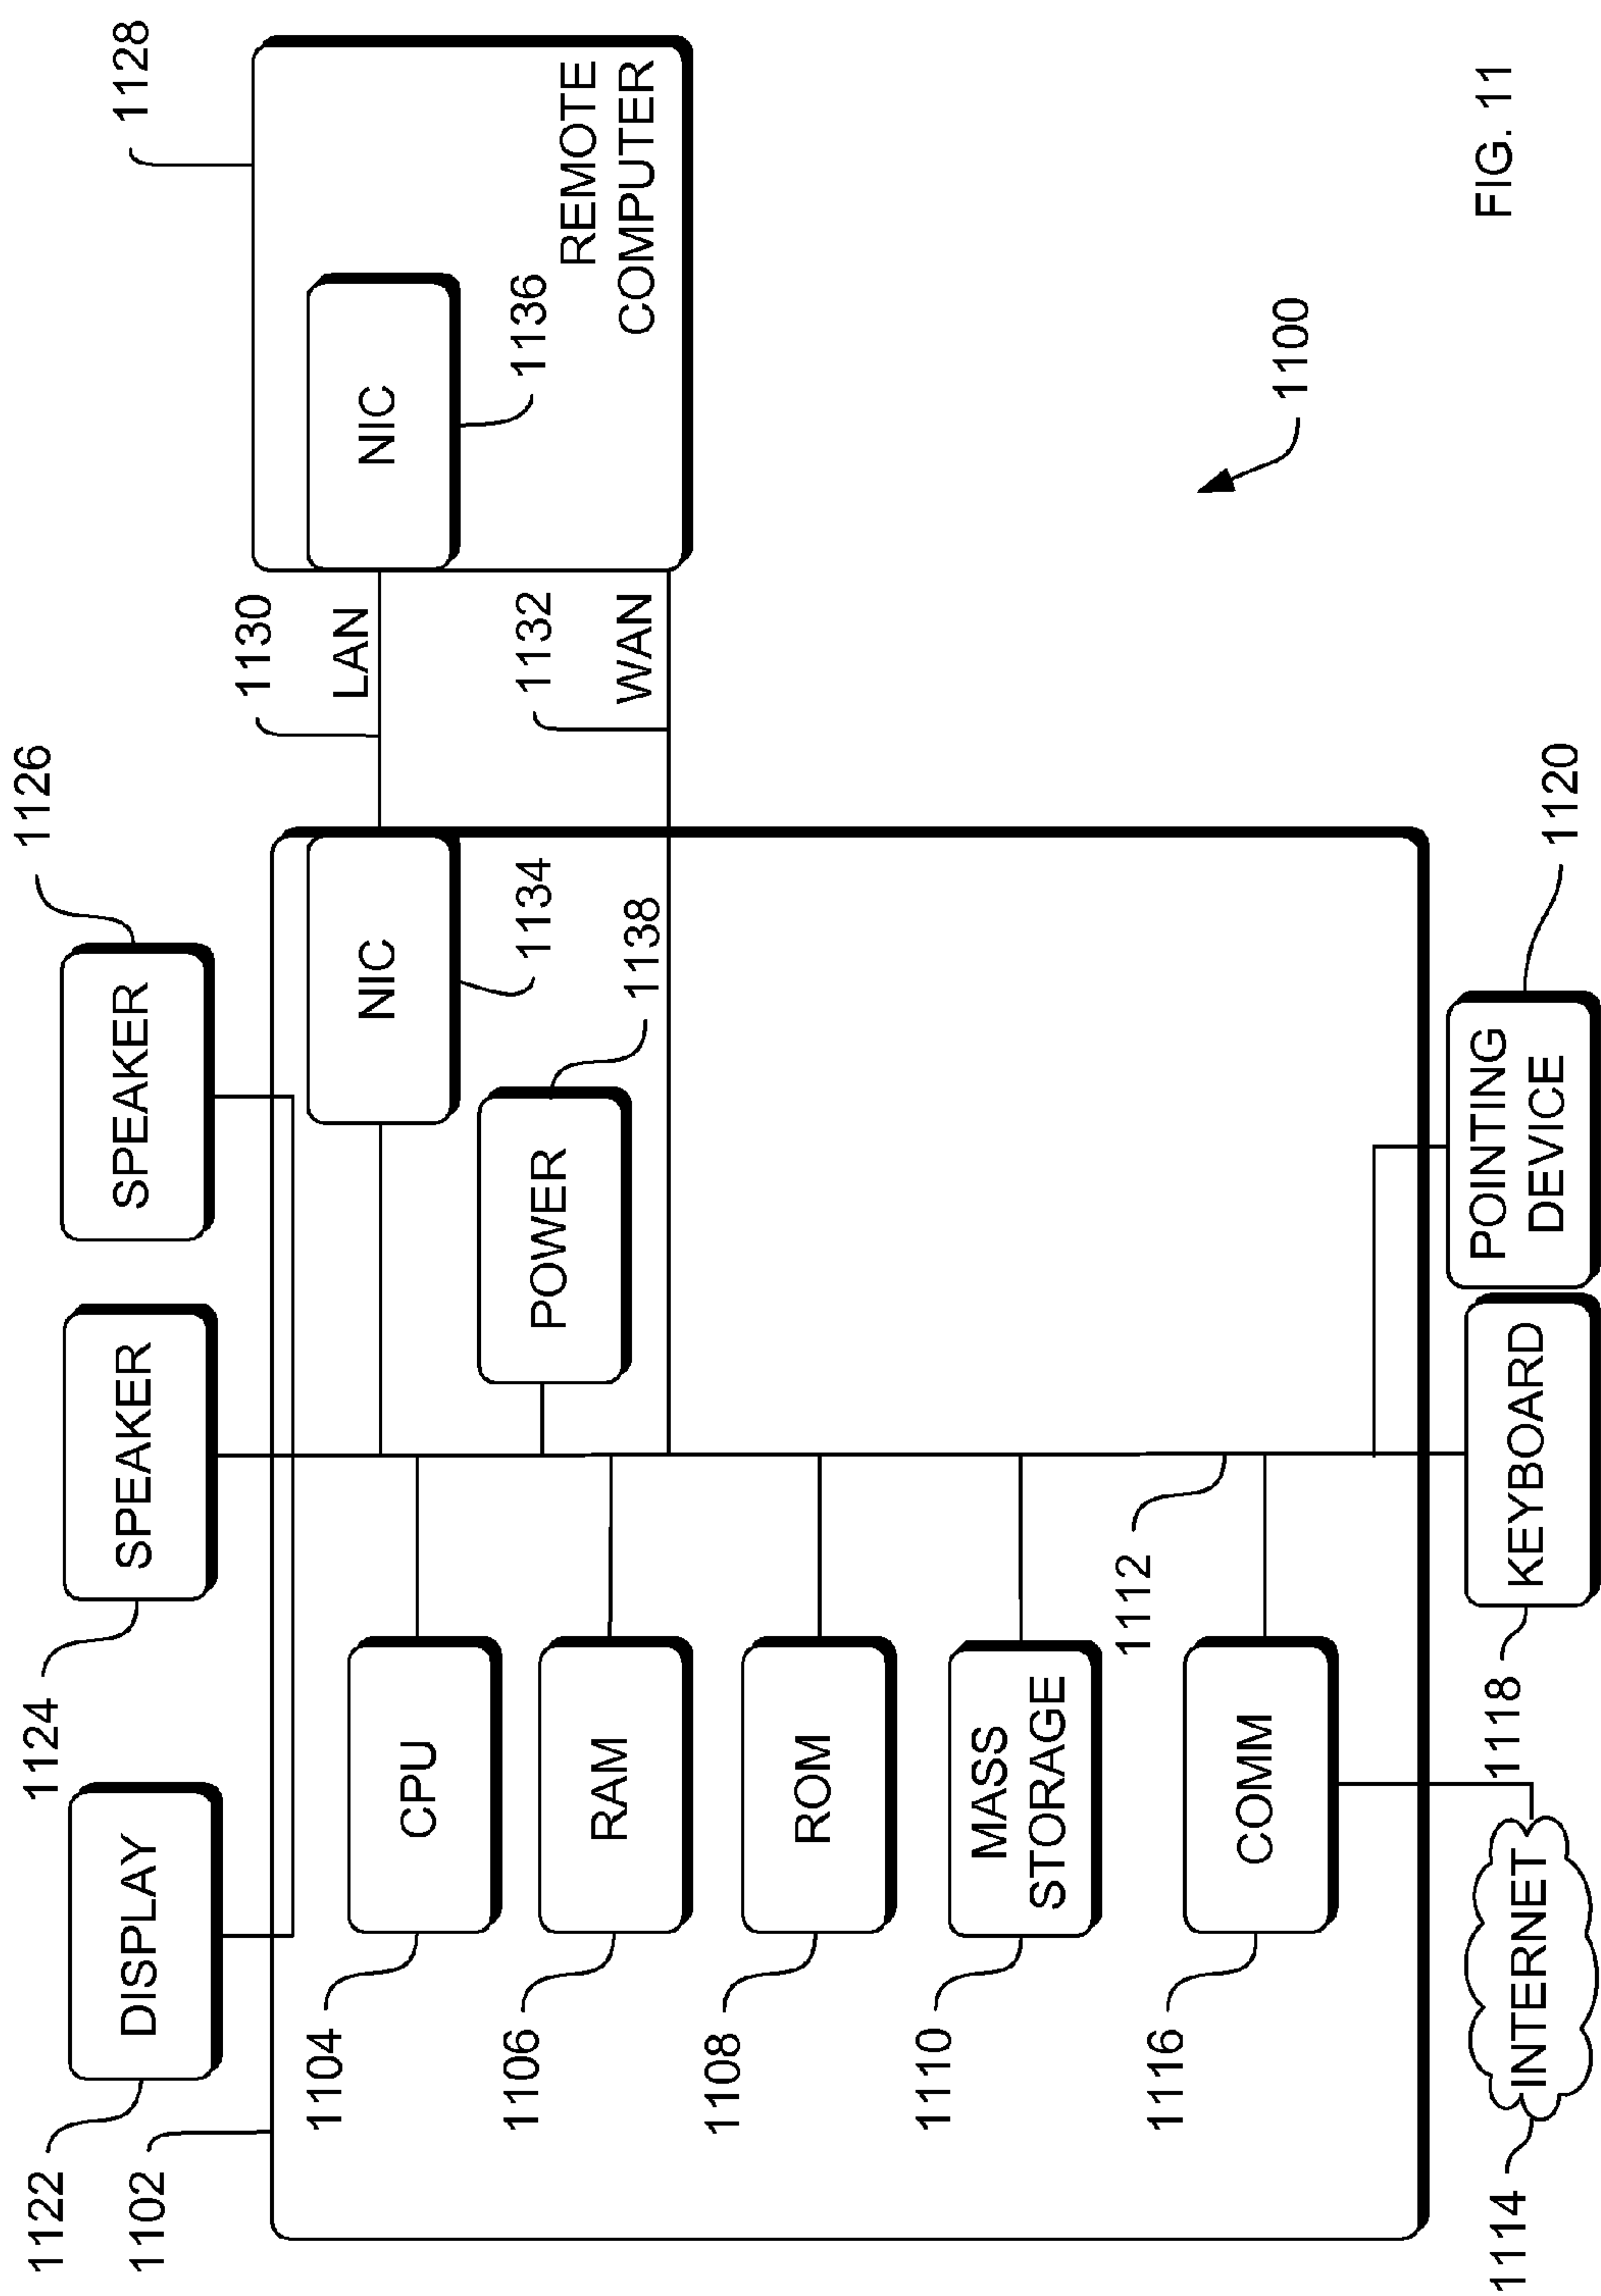 1122
1102
DISPLAY
1124
SPEAKER
SPEAKER
1126
1128
1104
CPU
NIC
1134
1130
LAN
NIC
1136
REMOTE
COMPUTER
1106
RAM
POWER
1138
1132
WAN
1108
ROM
1110
MASS
STORAGE
1112
1116
COMM
1100
1114
INTERNET
1118
KEYBOARD
POINTING
DEVICE
1120
FIG. 11